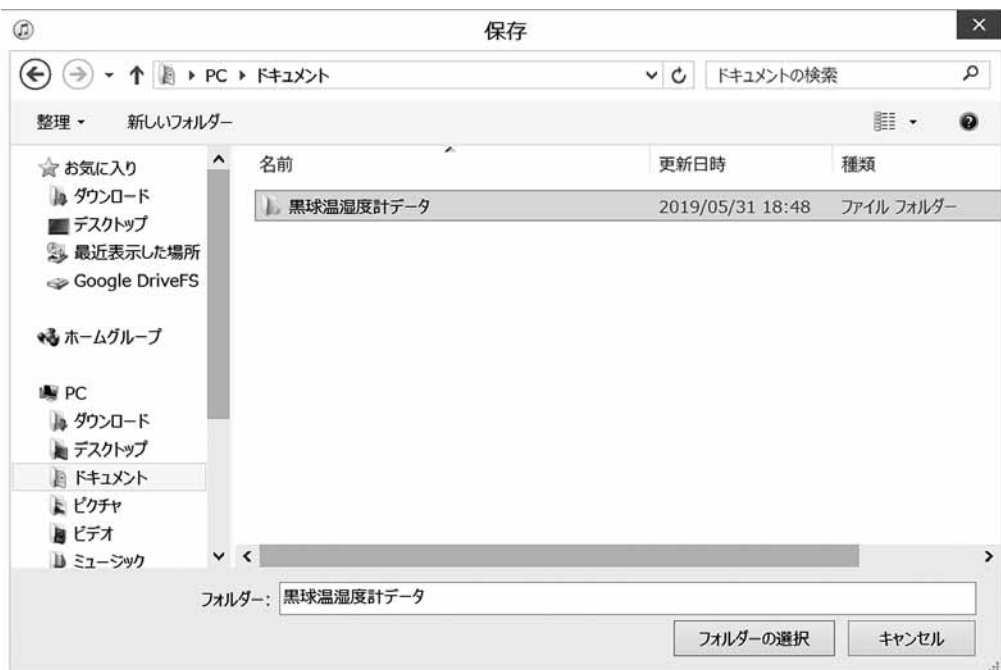 保存
PC ドキュメント
ドキュメントの検索
整理 新しいフォルダー
名前 更新日時 種類
黒球温湿度計データ 2019/05/31 18:48 ファイル フォルダー
お気に入り
ダウンロード
デスクトップ
最近表示した場所
Google DriveFS
ホームグループ
PC
ダウンロード
デスクトップ
ドキュメント
ピクチャ
ビデオ
ミュージック
フォルダー: 黒球温湿度計データ
フォルダーの選択 キャンセル